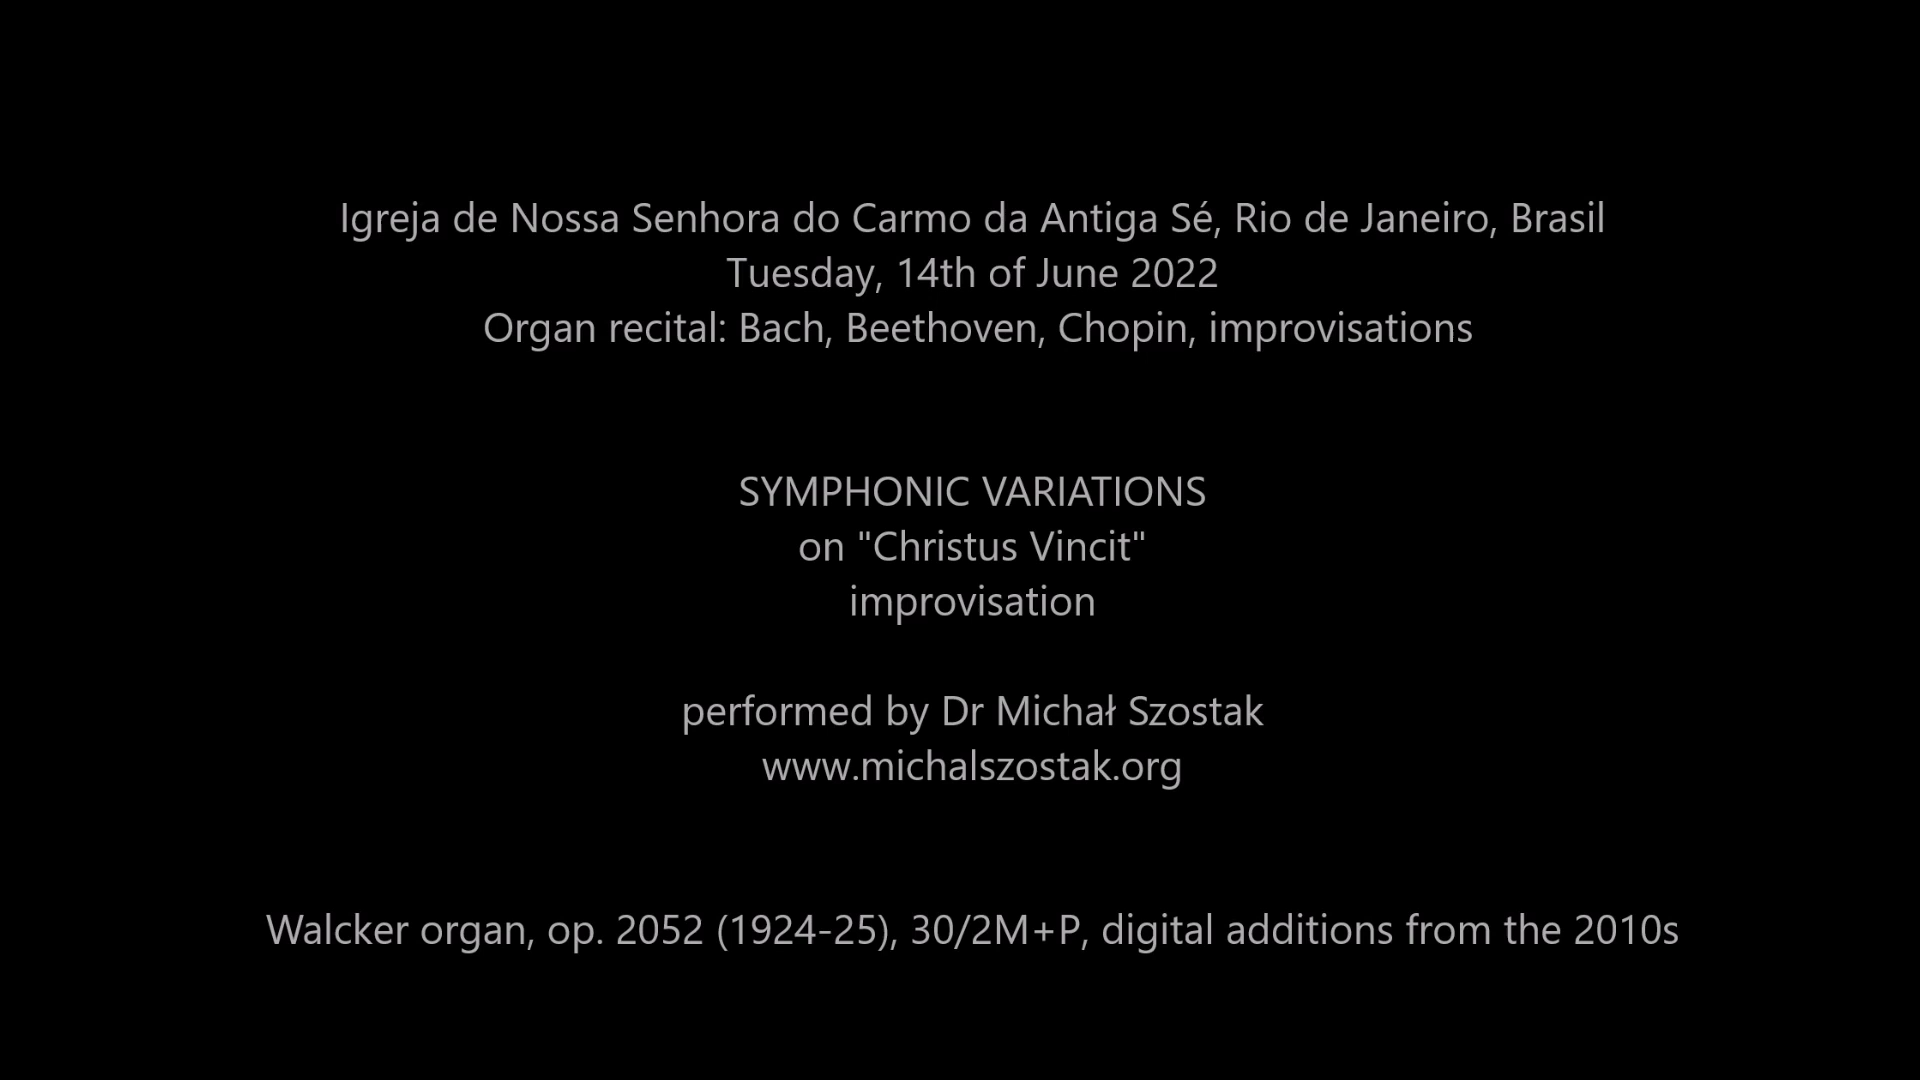 Igreja de Nossa Senhora do Carmo da Antiga Sé, Rio de Janeiro, Brasil
Tuesday, 14th of June 2022
Organ recital: Bach, Beethoven, Chopin, improvisations
SYMPHONIC VARIATIONS
on "Christus Vincit"
improvisation
performed by Dr Michał Szostak
www.michalszostak.org
Walcker organ, op. 2052 (1924-25), 30/2M+P, digital additions from the 2010s